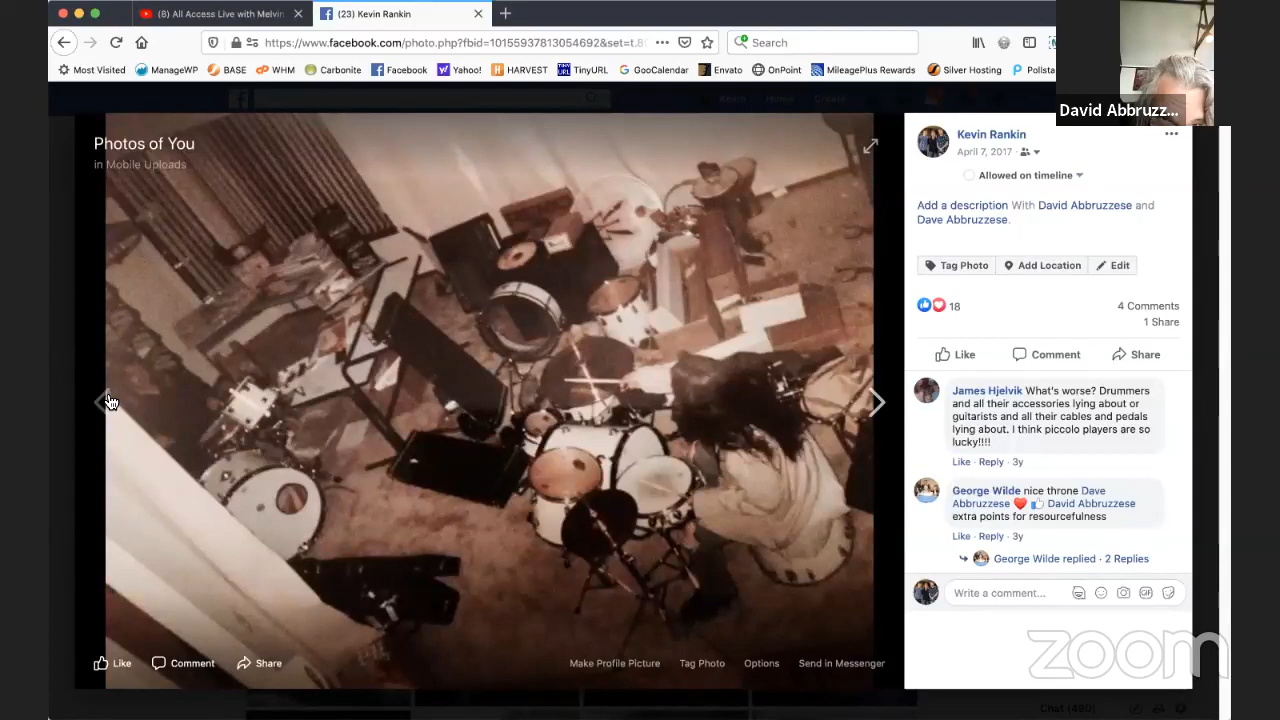 (8) All Access Live with Melvin
(23) Kevin Rankin
https://www.facebook.com/photo.php?fbid=10155937813054692&set=t.80
Search
Most Visited
ManageWP
BASE
WHM
Carbonite
Facebook
Yahoo!
HARVEST
TinyURL
GooCalendar
Envato
OnPoint
MileagePlus Rewards
Silver Hosting
Pollsta
David Abbruzz...
Photos of You
in Mobile Uploads
Kevin Rankin
April 7, 2017
Allowed on timeline
Add a description With David Abbruzzese and
Dave Abbruzzese.
Tag Photo
Add Location
Edit
18
4 Comments
1 Share
Like
Comment
Share
James Hjelvik What's worse? Drummers
and all their accessories lying about or
guitarists and all their cables and pedals
lying about. I think piccolo players are so
lucky!!!!
Like · Reply · 3y
George Wilde nice throne Dave
Abbruzzese ❤️ 👍 David Abbruzzese
extra points for resourcefulness
Like · Reply · 3y
George Wilde replied · 2 Replies
Write a comment...
GIF
Like
Comment
Share
Make Profile Picture
Tag Photo
Options
Send in Messenger
zoom
Chat (490)